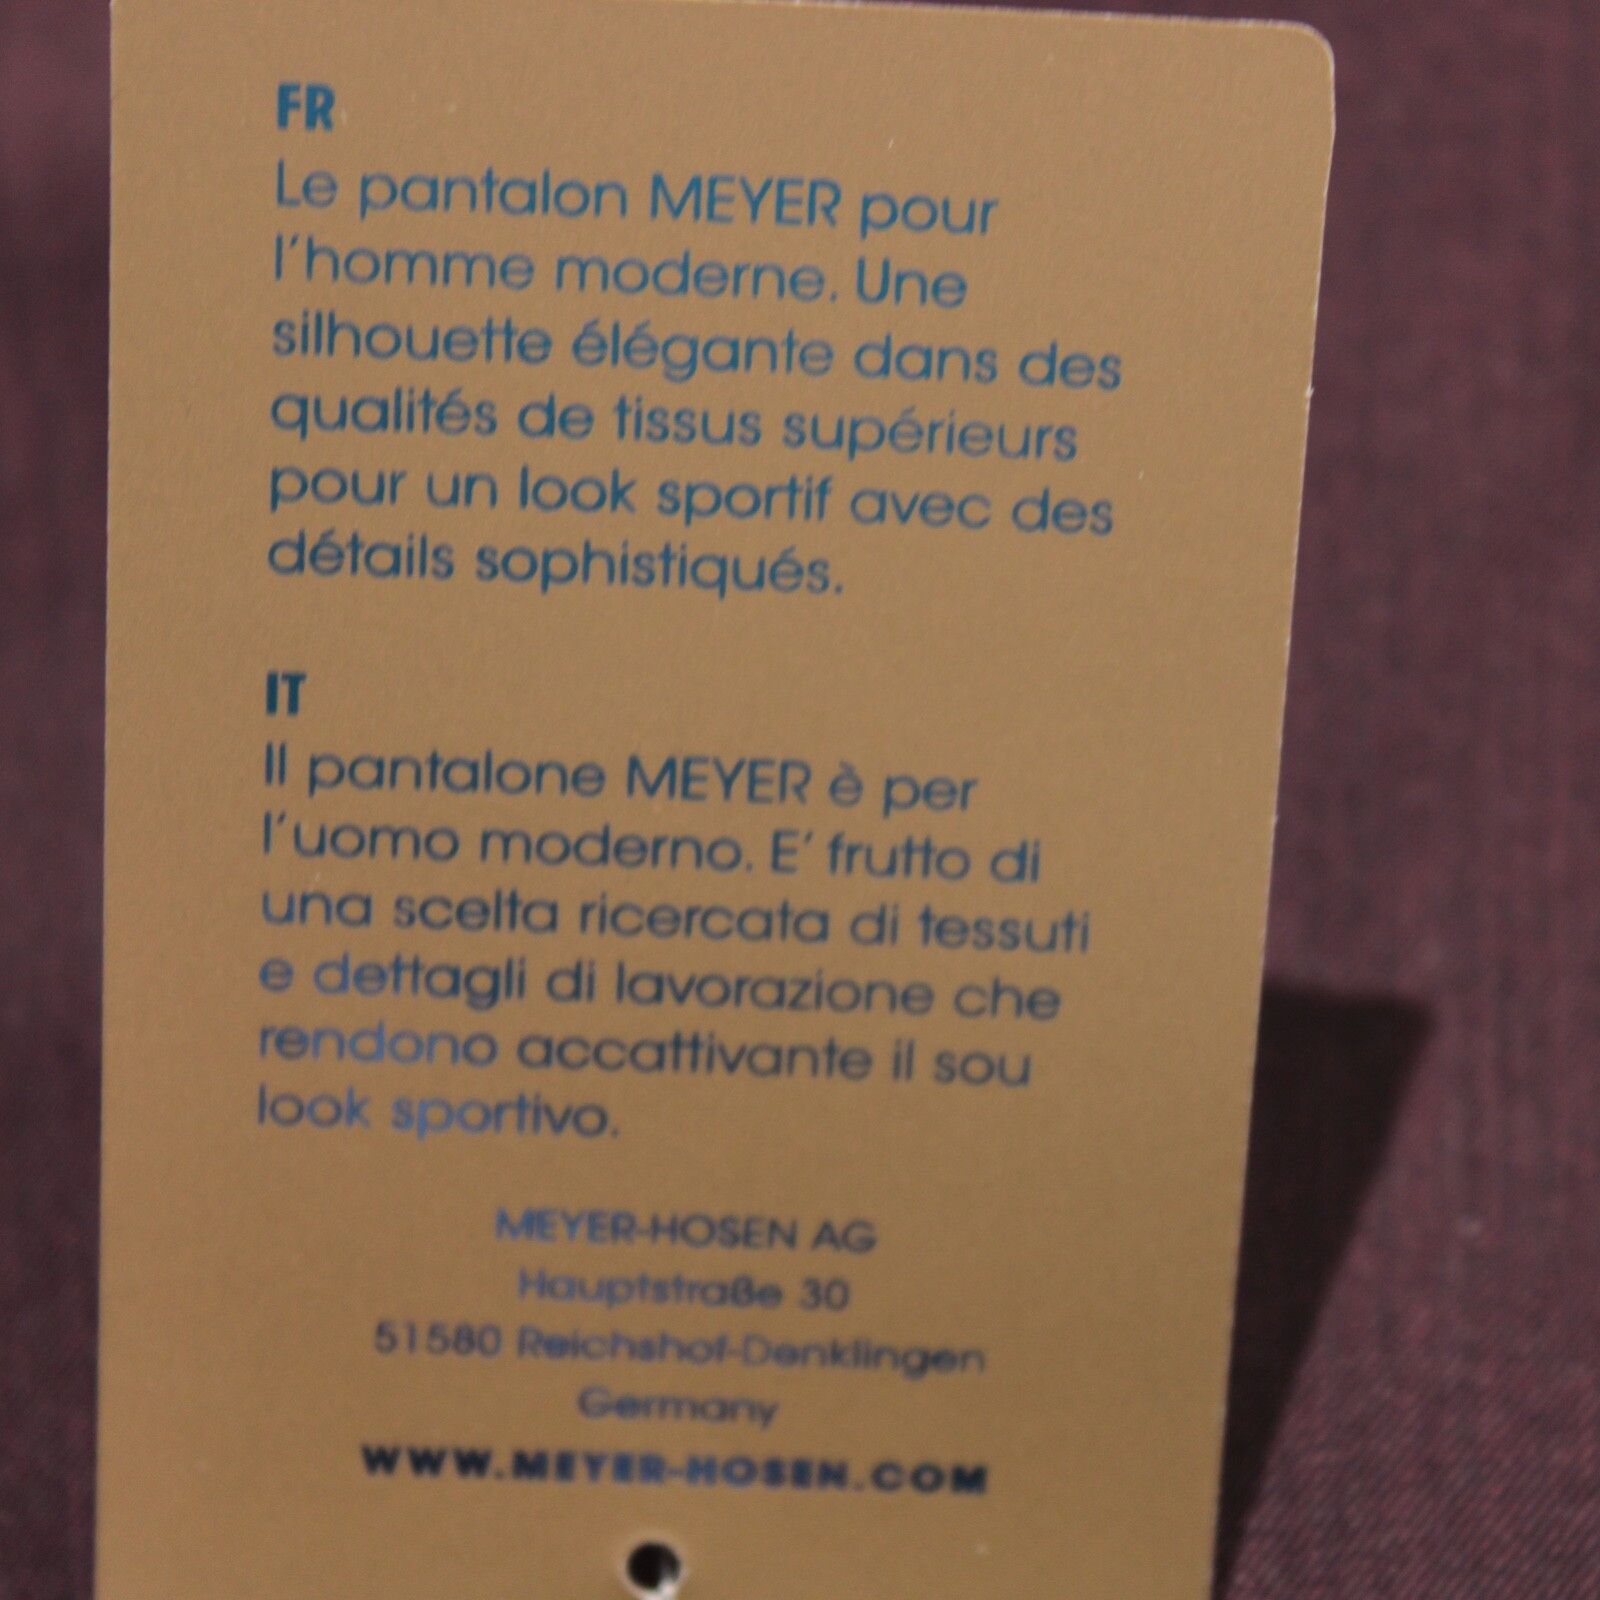 FR
Le pantalon MEYER pour
l'homme moderne. Une
silhouette élégante dans des
qualités de tissus supérieurs
pour un look sportif avec des
détails sophistiqués.
IT
Il pantalone MEYER è per
l'uomo moderno. E' frutto di
una scelta ricercata di tessuti
e dettagli di lavorazione che
rendono accattivante il sou
look sportivo.
MEYER-HOSEN AG
Hauptstraße 30
51580 Reichshof-Denklingen
Germany
WWW.MEYER-HOSEN.COM